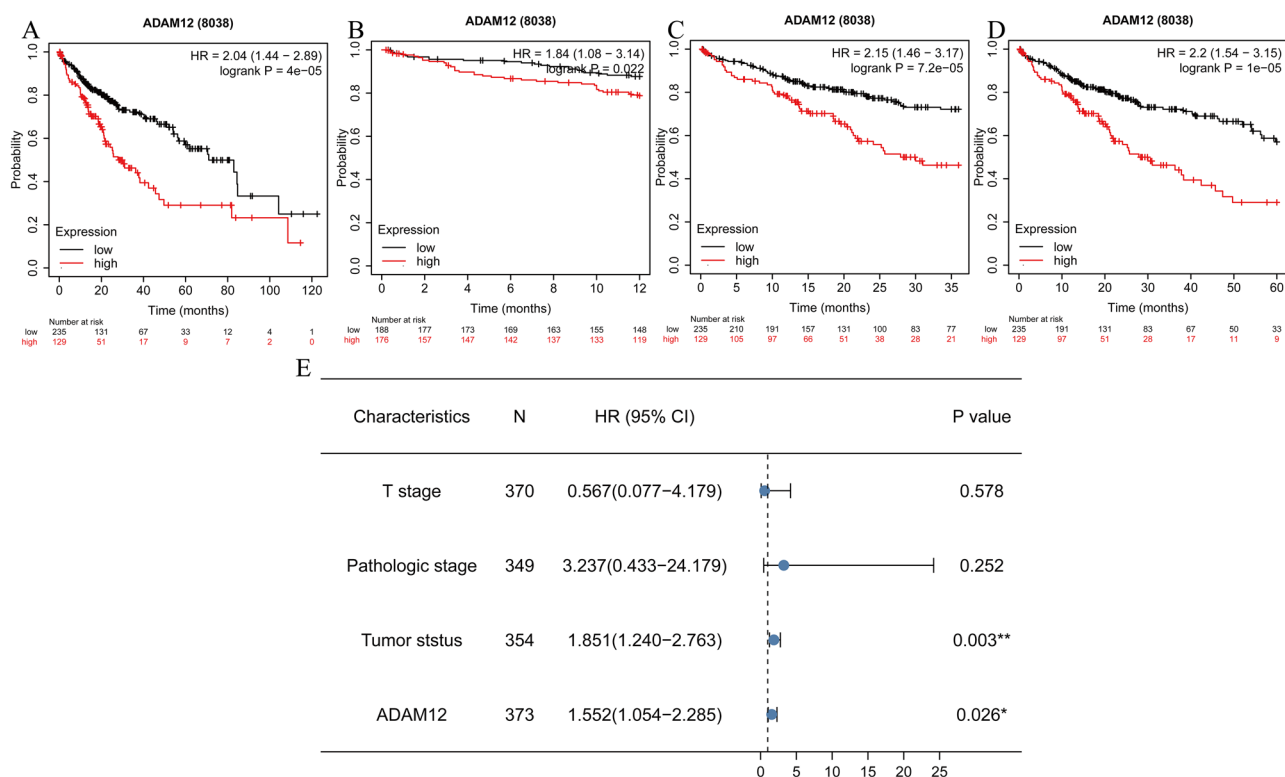 A
ADAM12 (8038)
HR = 2.04 (1.44 − 2.89)
logrank P = 4e−05
Probability
1.0
0.8
0.6
0.4
0.2
0.0
Expression
low
high
0 20 40 60 80 100 120
Time (months)
Number at risk
low 235 131 67 33 12 4 1
high 129 51 17 9 7 2 0
B
ADAM12 (8038)
HR = 1.84 (1.08 − 3.14)
logrank P = 0.022
Probability
1.0
0.8
0.6
0.4
0.2
0.0
Expression
low
high
0 2 4 6 8 10 12
Time (months)
Number at risk
low 188 177 173 169 163 155 148
high 176 157 147 142 137 133 119
C
ADAM12 (8038)
HR = 2.15 (1.46 − 3.17)
logrank P = 7.2e−05
Probability
1.0
0.8
0.6
0.4
0.2
0.0
Expression
low
high
0 5 10 15 20 25 30 35
Time (months)
Number at risk
low 235 210 191 157 131 100 83 77
high 129 105 97 66 51 38 28 21
D
ADAM12 (8038)
HR = 2.2 (1.54 − 3.15)
logrank P = 1e−05
Probability
1.0
0.8
0.6
0.4
0.2
0.0
Expression
low
high
0 10 20 30 40 50 60
Time (months)
Number at risk
low 235 191 131 83 67 50 33
high 129 97 51 28 17 11 9
E
Characteristics N HR (95% CI) P value
T stage 370 0.567(0.077−4.179) 0.578
Pathologic stage 349 3.237(0.433−24.179) 0.252
Tumor ststus 354 1.851(1.240−2.763) 0.003**
ADAM12 373 1.552(1.054−2.285) 0.026*
0 5 10 15 20 25